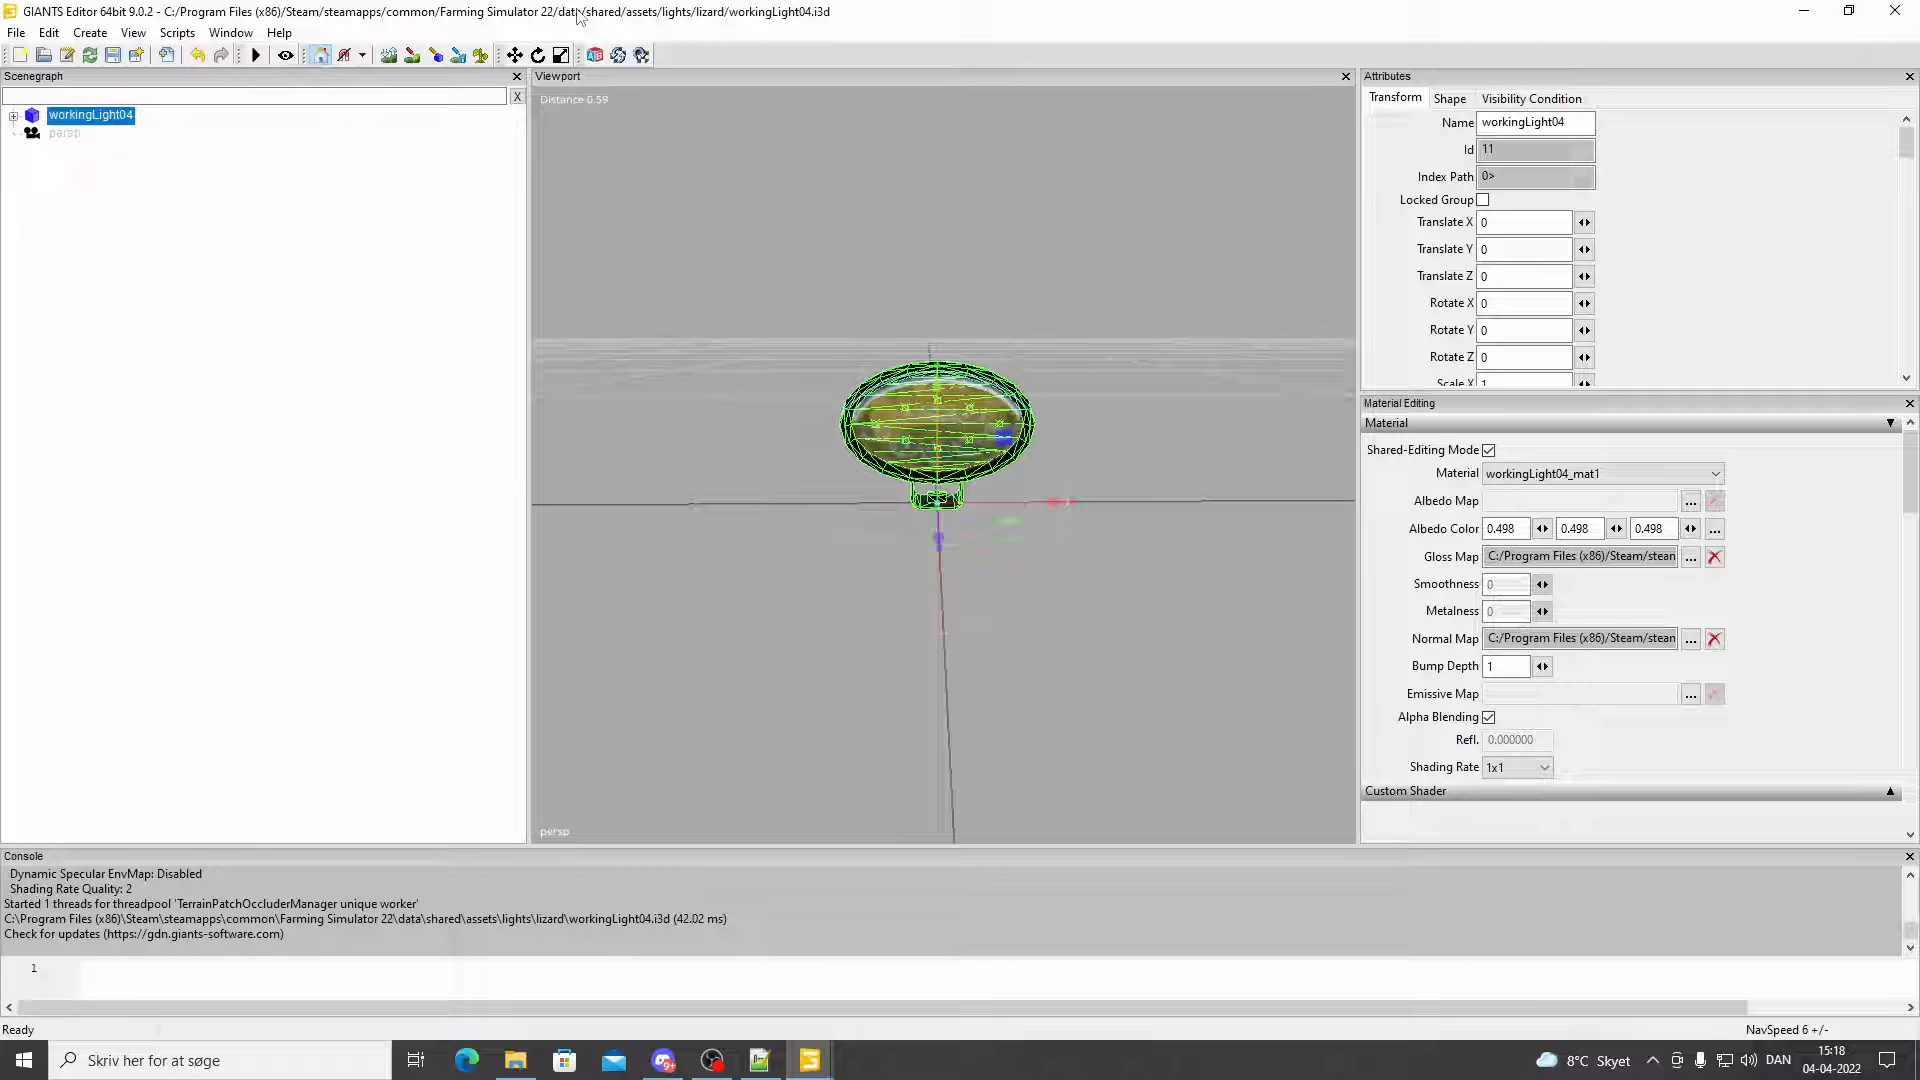 GIANTS Editor 64bit 9.0.2 - C:/Program Files (x86)/Steam/steamapps/common/Farming Simulator 22/data/shared/assets/lights/lizard/workingLight04.i3d
File Edit Create View Scripts Window Help
Scenegraph
X
workingLight04
persp
Viewport
Distance 0.59
persp
Attributes
Transform Shape Visibility Condition
Name workingLight04
Id 11
Index Path 0>
Locked Group
Translate X 0
Translate Y 0
Translate Z 0
Rotate X 0
Rotate Y 0
Rotate Z 0
Scale X 1
Material Editing
Material
Shared-Editing Mode
Material workingLight04_mat1
Albedo Map ...
Albedo Color 0.498 0.498 0.498 ...
Gloss Map C:/Program Files (x86)/Steam/stean ...
Smoothness 0
Metalness 0
Normal Map C:/Program Files (x86)/Steam/stean ...
Bump Depth 1
Emissive Map ...
Alpha Blending
Refl. 0.000000
Shading Rate 1x1
Custom Shader
Console
Dynamic Specular EnvMap: Disabled
Shading Rate Quality: 2
Started 1 threads for threadpool 'TerrainPatchOccluderManager unique worker'
C:\Program Files (x86)\Steam\steamapps\common\Farming Simulator 22\data\shared\assets\lights\lizard\workingLight04.i3d (42.02 ms)
Check for updates (https://gdn.giants-software.com)
1
Ready
NavSpeed 6 +/-
Skriv her for at søge
9+
8°C Skyet
DAN
15:18
04-04-2022